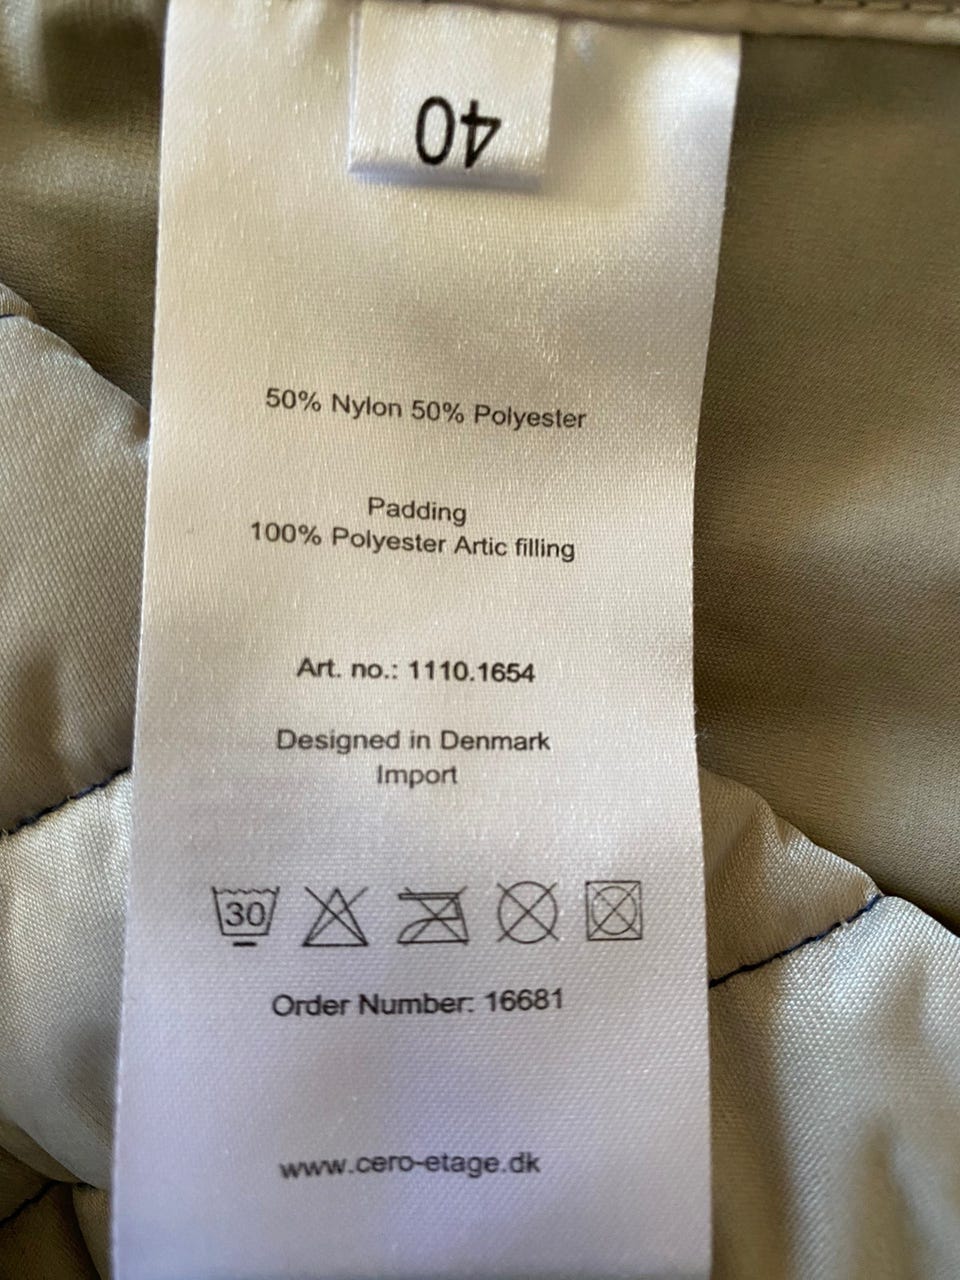 40
50% Nylon 50% Polyester
Padding
100% Polyester Artic filling
Art. no.: 1110.1654
Designed in Denmark
Import
30
Order Number: 16681
www.cero-etage.dk